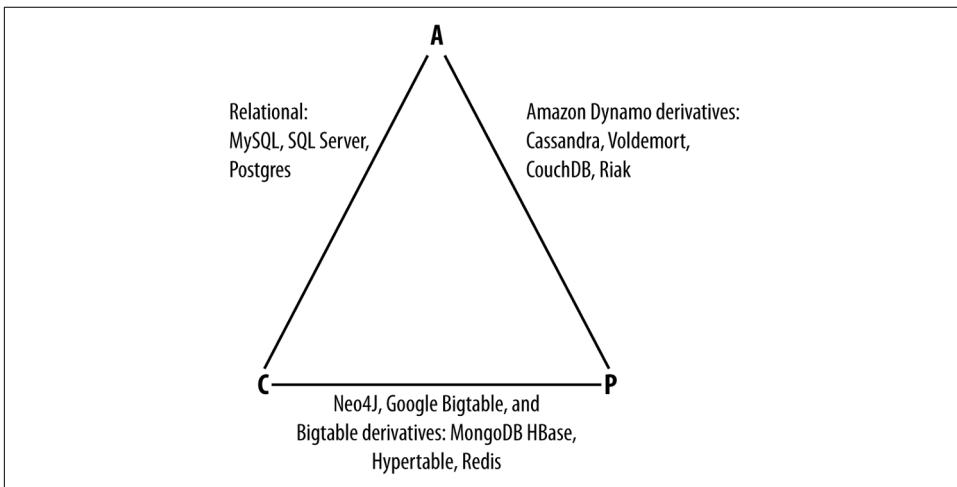 A
Relational:
MySQL, SQL Server,
Postgres
Amazon Dynamo derivatives:
Cassandra, Voldemort,
CouchDB, Riak
C
P
Neo4J, Google Bigtable, and
Bigtable derivatives: MongoDB HBase,
Hypertable, Redis